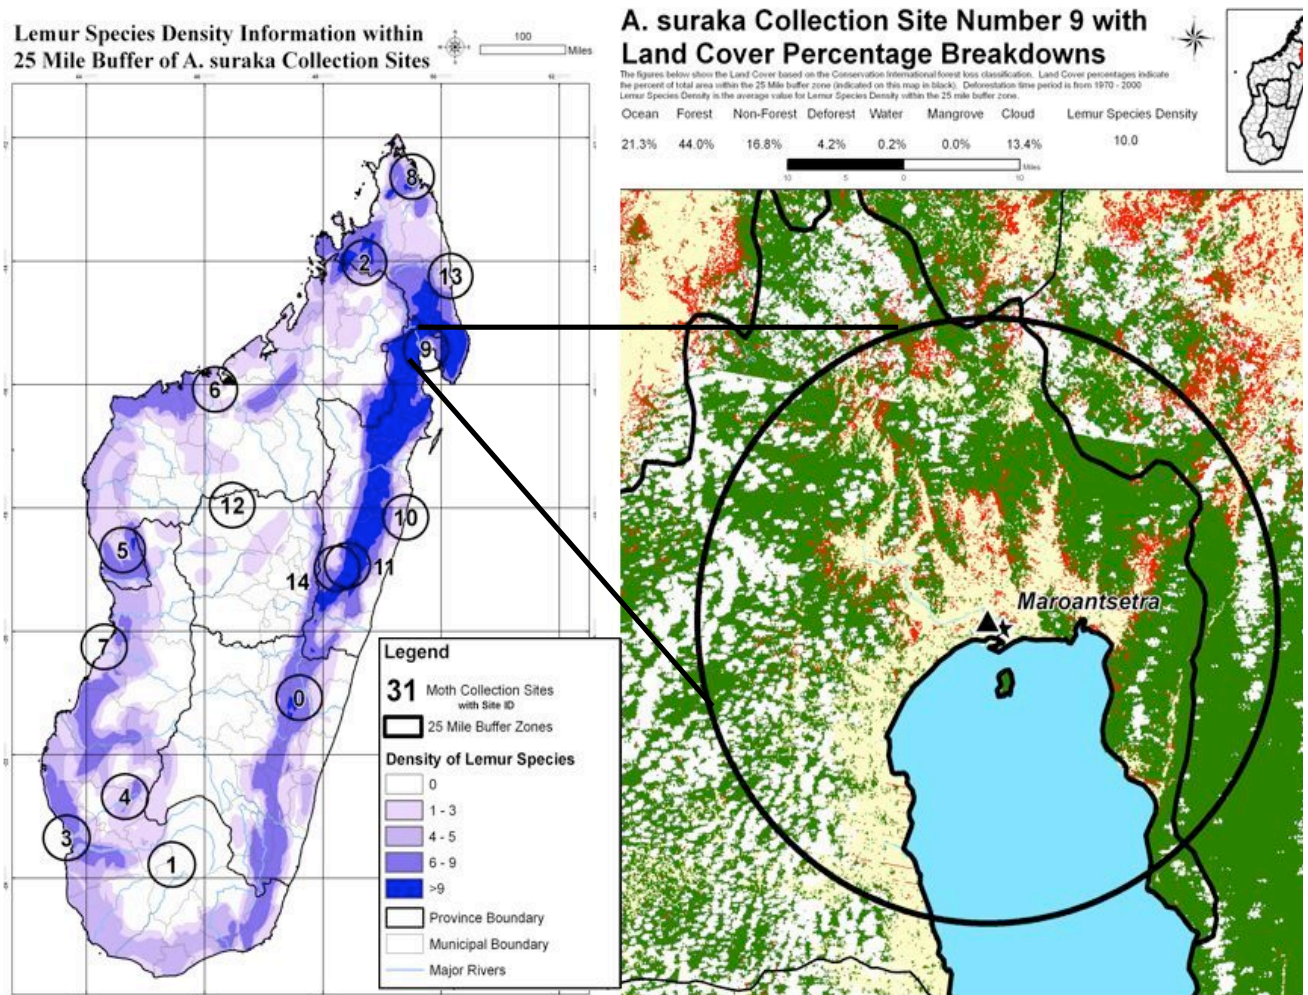 Lemur Species Density Information within
25 Mile Buffer of A. suraka Collection Sites
100
Miles
8
2
13
9
6
12
10
5
14
11
7
0
4
3
1
Legend
31 Moth Collection Sites
with Site ID
25 Mile Buffer Zones
Density of Lemur Species
0
1 - 3
4 - 5
6 - 9
>9
Province Boundary
Municipal Boundary
Major Rivers
A. suraka Collection Site Number 9 with
Land Cover Percentage Breakdowns
The figures below show the Land Cover based on the Conservation International forest loss classification. Land Cover percentages indicate
the percent of total area within the 25 Mile buffer zone (indicated on this map in black). Deforestation time period is from 1970 - 2000
Lemur Species Density is the average value for Lemur Species Density within the 25 mile buffer zone.
Ocean Forest Non-Forest Deforest Water Mangrove Cloud Lemur Species Density
21.3% 44.0% 16.8% 4.2% 0.2% 0.0% 13.4% 10.0
Miles
10 5 0 10
Maroantsetra